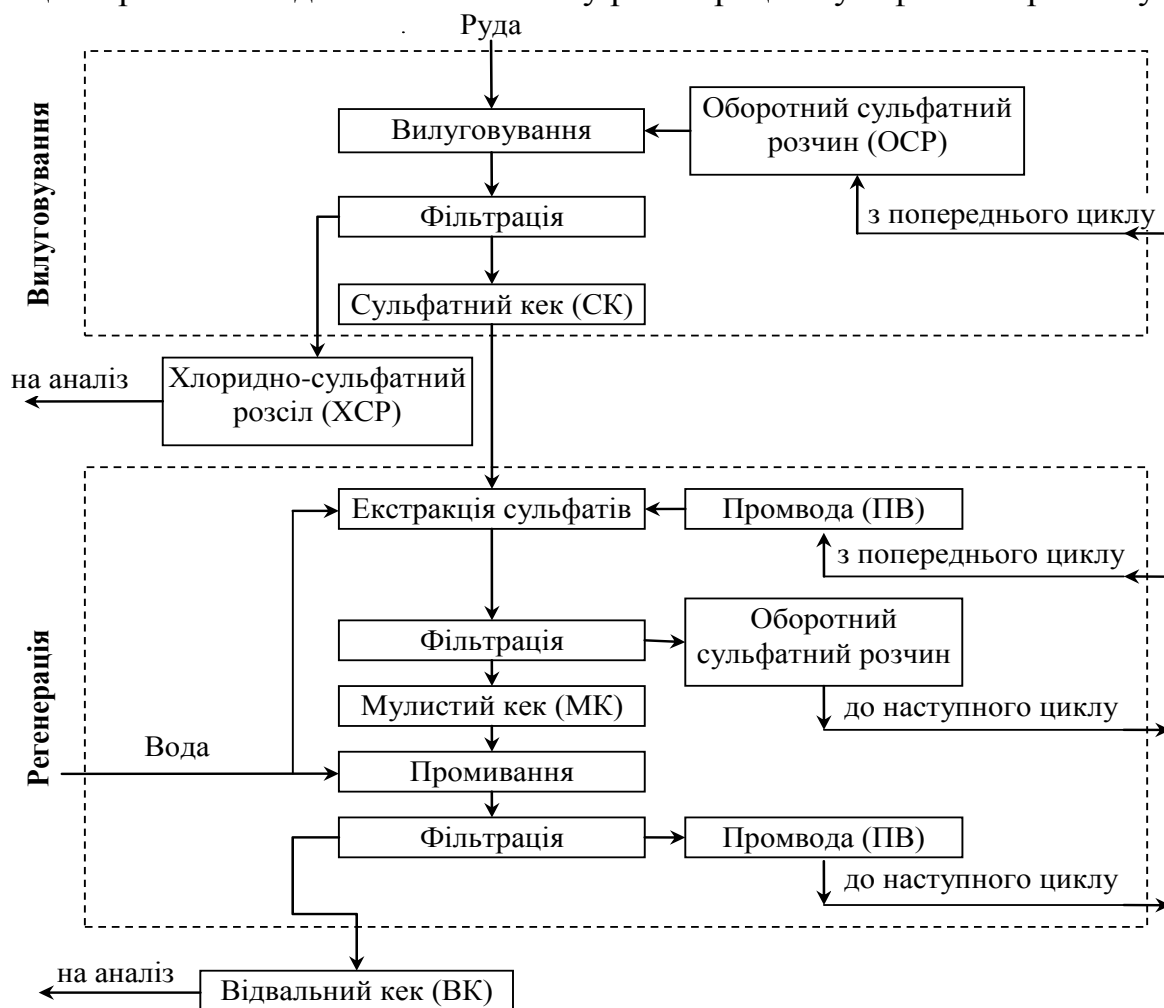 Руда
Вилуговування
Вилуговування
Оборотний сульфатний
розчин (ОСР)
Фільтрація
з попереднього циклу
Сульфатний кек (СК)
на аналіз
Хлоридно-сульфатний
розсіл (ХСР)
Регенерація
Екстракція сульфатів
Промвода (ПВ)
з попереднього циклу
Фільтрація
Оборотний
сульфатний розчин
Мулистий кек (МК)
до наступного циклу
Вода
Промивання
Фільтрація
Промвода (ПВ)
до наступного циклу
на аналіз
Відвальний кек (ВК)